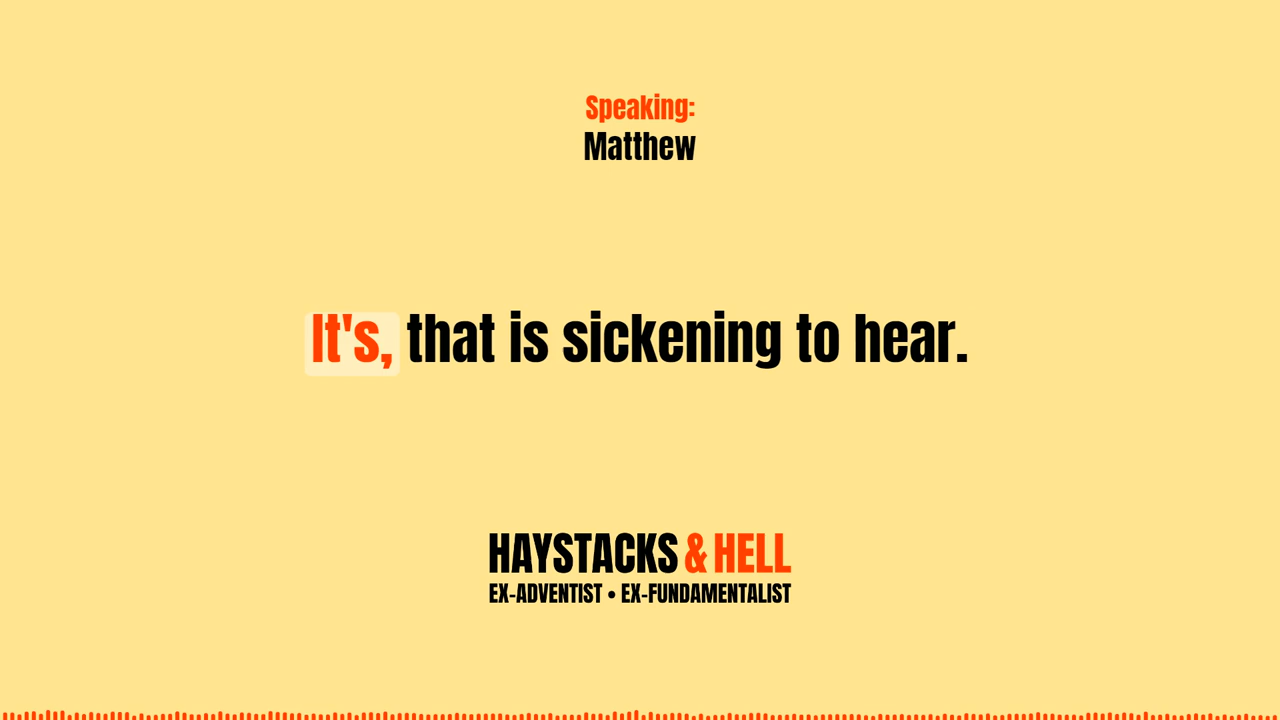 Speaking:
Matthew
It's, that is sickening to hear.
HAYSTACKS & HELL
EX-ADVENTIST • EX-FUNDAMENTALIST